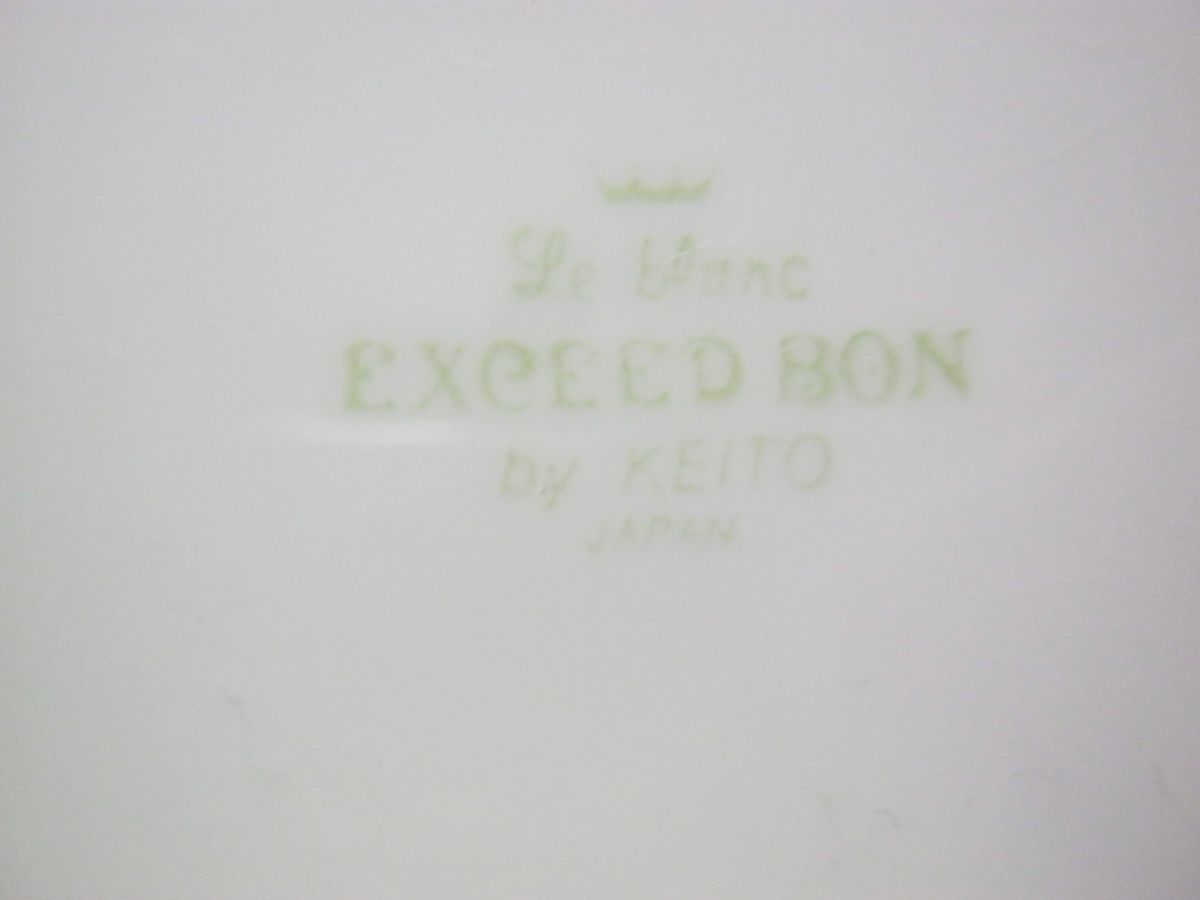 Le blanc
EXCEED BON
by KEITO
JAPAN